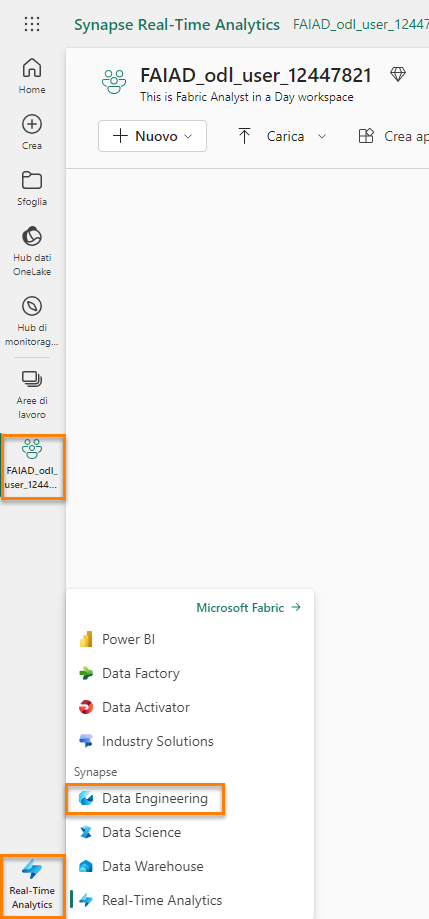 Synapse Real-Time Analytics FAIAD_odl_user_12447
Home
Crea
Sfoglia
Hub dati
OneLake
Hub di
monitorag...
Aree di
lavoro
FAIAD_odl_
user_1244...
FAIAD_odl_user_12447821
This is Fabric Analyst in a Day workspace
Nuovo
Carica
Crea ap
Microsoft Fabric
Power BI
Data Factory
Data Activator
Industry Solutions
Synapse
Data Engineering
Data Science
Data Warehouse
Real-Time Analytics
Real-Time
Analytics